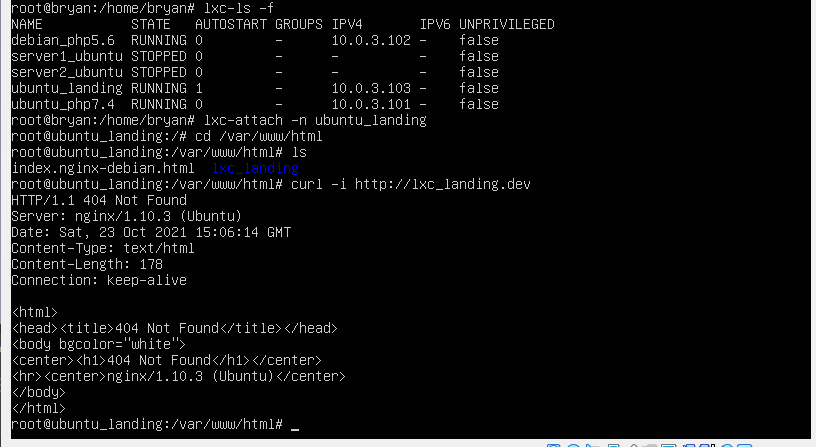 root@bryan:/home/bryan# lxc-ls -f
NAME           STATE   AUTOSTART GROUPS IPV4       IPV6 UNPRIVILEGED
debian_php5.6  RUNNING 0         -      10.0.3.102 -    false
server1_ubuntu STOPPED 0         -      -          -    false
server2_ubuntu STOPPED 0         -      -          -    false
ubuntu_landing RUNNING 1         -      10.0.3.103 -    false
ubuntu_php7.4  RUNNING 0         -      10.0.3.101 -    false
root@bryan:/home/bryan# lxc-attach -n ubuntu_landing
root@ubuntu_landing:/# cd /var/www/html
root@ubuntu_landing:/var/www/html# ls
index.nginx-debian.html  lxc_landing
root@ubuntu_landing:/var/www/html# curl -i http://lxc_landing.dev
HTTP/1.1 404 Not Found
Server: nginx/1.10.3 (Ubuntu)
Date: Sat, 23 Oct 2021 15:06:14 GMT
Content-Type: text/html
Content-Length: 178
Connection: keep-alive

<html>
<head><title>404 Not Found</title></head>
<body bgcolor="white">
<center><h1>404 Not Found</h1></center>
<hr><center>nginx/1.10.3 (Ubuntu)</center>
</body>
</html>
root@ubuntu_landing:/var/www/html# _